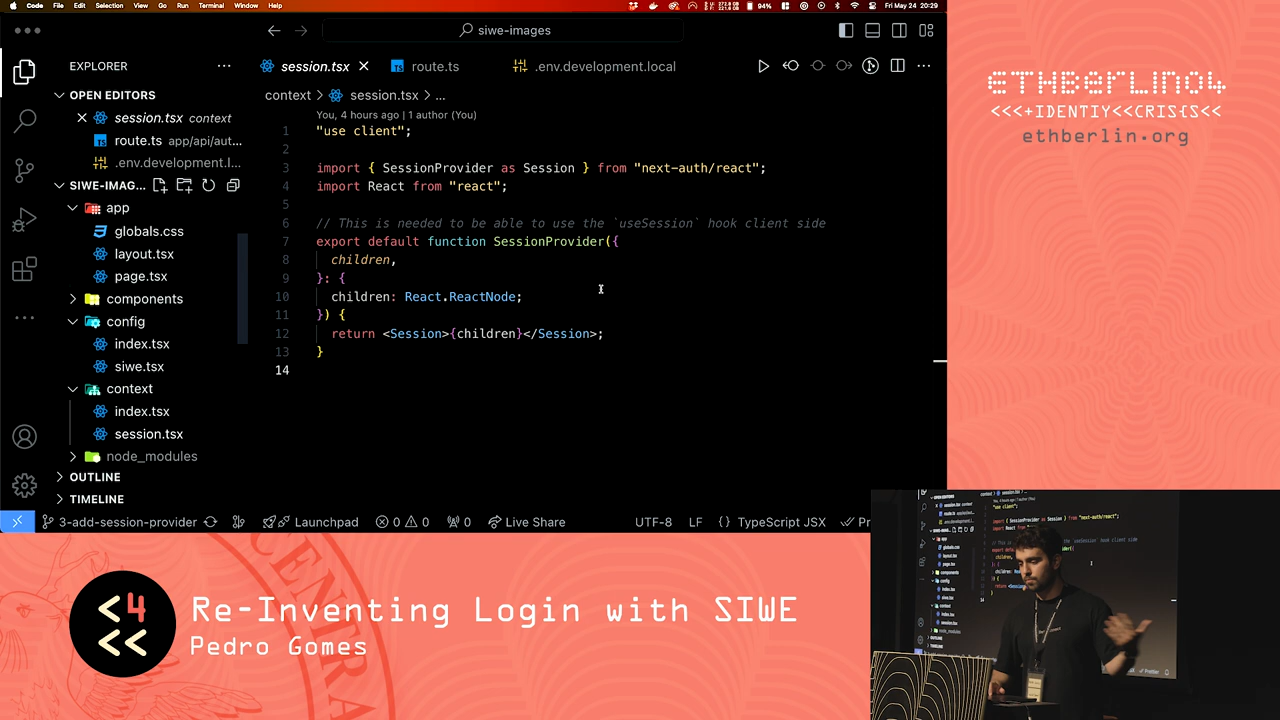 Code File Edit Selection View Go Run Terminal Window Help
94% Fri May 24 20:29
siwe-images
EXPLORER
session.tsx
route.ts
.env.development.local
OPEN EDITORS
session.tsx context
route.ts app/api/aut...
.env.development.l...
SIWE-IMAG...
app
globals.css
layout.tsx
page.tsx
components
config
index.tsx
siwe.tsx
context
index.tsx
session.tsx
node_modules
OUTLINE
TIMELINE
context > session.tsx > ...
You, 4 hours ago | 1 author (You)
1 "use client";
2
3 import { SessionProvider as Session } from "next-auth/react";
4 import React from "react";
5
6 // This is needed to be able to use the `useSession` hook client side
7 export default function SessionProvider({
8 children,
9 }: {
10 children: React.ReactNode;
11 }) {
12 return <Session>{children}</Session>;
13 }
14
3-add-session-provider
Launchpad
0 0
0
Live Share
UTF-8
LF
{ } TypeScript JSX
Pr
ETHBERLIN04
<<<+IDENTIY<<CRIS{S<<
ethberlin.org
<4
<<
Re-Inventing Login with SIWE
Pedro Gomes